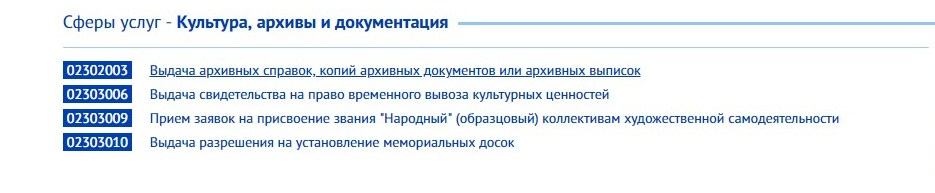 Сферы услуг - Культура, архивы и документация
02302003 Выдача архивных справок, копий архивных документов или архивных выписок
02303006 Выдача свидетельства на право временного вывоза культурных ценностей
02303009 Прием заявок на присвоение звания "Народный" (образцовый) коллективам художественной самодеятельности
02303010 Выдача разрешения на установление мемориальных досок